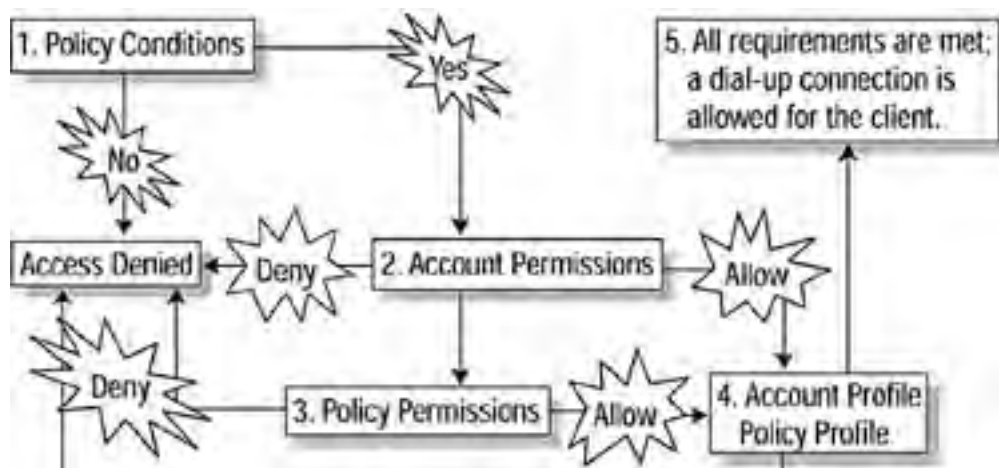 1. Policy Conditions
Yes
5. All requirements are met;
a dial-up connection is
allowed for the client.
No
Access Denied
Deny
2. Account Permissions
Allow
Deny
3. Policy Permissions
Allow
4. Account Profile
Policy Profile